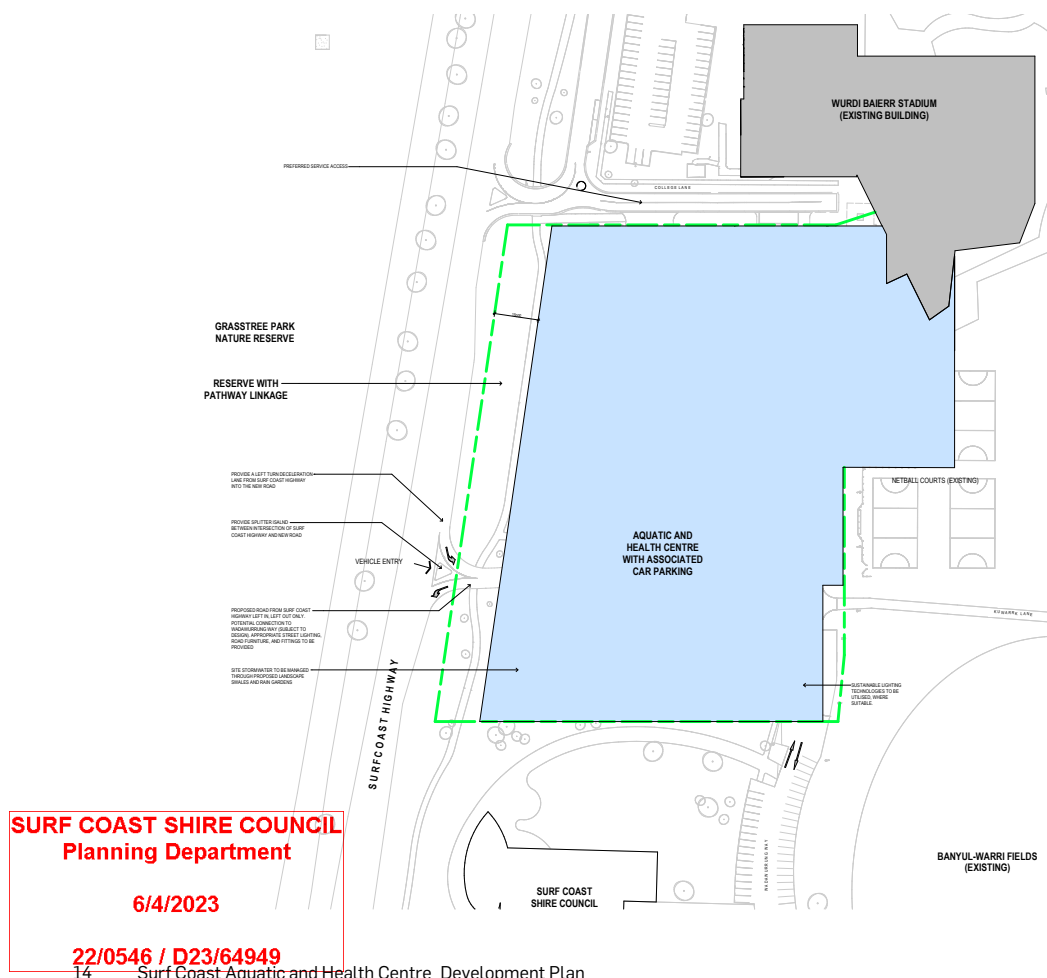 WURDI BAIERR STADIUM
(EXISTING BUILDING)
PREFERRED SERVICE ACCESS
COLLEGE LANE
GRASSTREE PARK
NATURE RESERVE
RESERVE WITH
PATHWAY LINKAGE
PROVIDE A LEFT TURN DECELERATION
LANE FROM SURF COAST HIGHWAY
INTO THE NEW ROAD
NETBALL COURTS (EXISTING)
PROVIDE SPLITTER ISALND
BETWEEN INTERSECTION OF SURF
COAST HIGHWAY AND NEW ROAD
VEHICLE ENTRY
AQUATIC AND
HEALTH CENTRE
WITH ASSOCIATED
CAR PARKING
PROPOSED ROAD FROM SURF COAST
HIGHWAY LEFT IN, LEFT OUT ONLY.
POTENTIAL CONNECTION TO
WADAWURRUNG WAY (SUBJECT TO
DESIGN). APPROPRIATE STREET LIGHTING,
ROAD FURNITURE, AND FITTINGS TO BE
PROVIDED
KUWARRK LANE
SITE STORMWATER TO BE MANAGED
THROUGH PROPOSED LANDSCAPE
SWALES AND RAIN GARDENS
SUSTAINABLE LIGHTING
TECHNOLOGIES TO BE
UTILISED, WHERE
SUITABLE.
SURFCOAST HIGHWAY
WADAWURRUNG WAY
BANYUL-WARRI FIELDS
(EXISTING)
SURF COAST
SHIRE COUNCIL
SURF COAST SHIRE COUNCIL
Planning Department
6/4/2023
22/0546 / D23/64949
14 Surf Coast Aquatic and Health Centre Development Plan